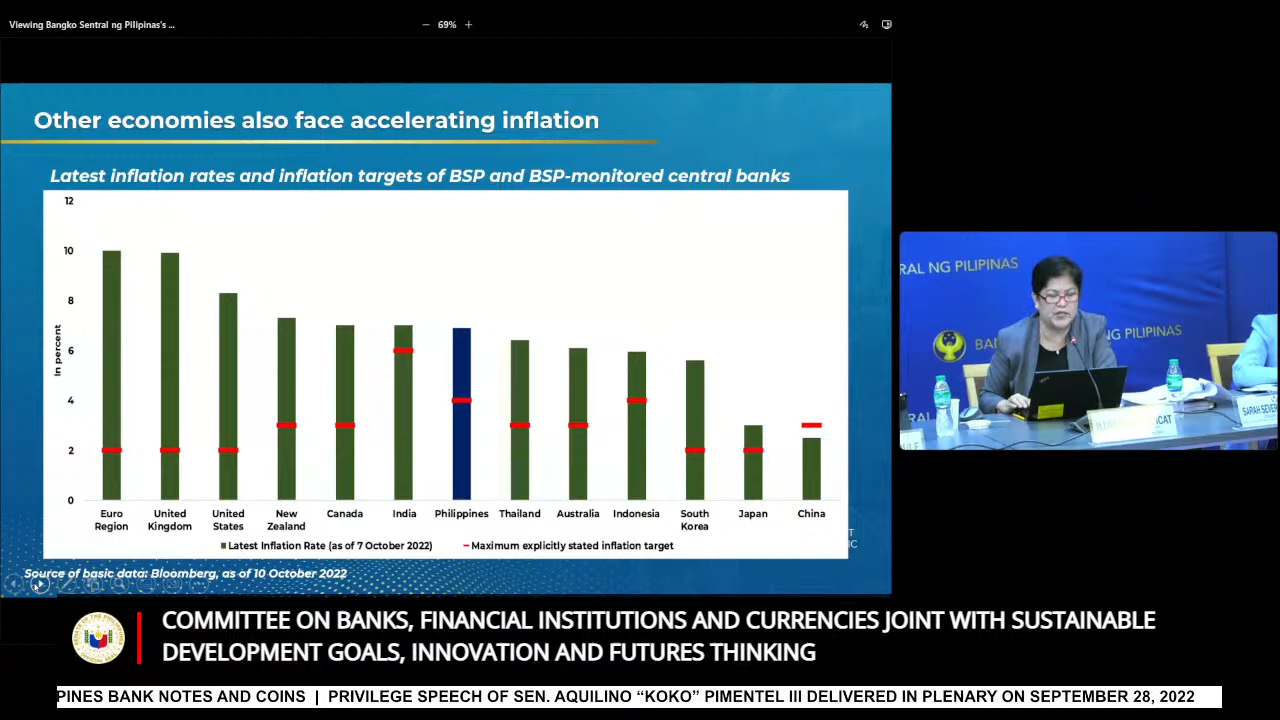 Viewing Bangko Sentral ng Pilipinas's ...
69%
Other economies also face accelerating inflation
Latest inflation rates and inflation targets of BSP and BSP-monitored central banks
In percent
12
10
8
6
4
2
0
Euro Region
United Kingdom
United States
New Zealand
Canada
India
Philippines
Thailand
Australia
Indonesia
South Korea
Japan
China
Latest Inflation Rate (as of 7 October 2022)
Maximum explicitly stated inflation target
Source of basic data: Bloomberg, as of 10 October 2022
RAL NG PILIPINAS
BAN
NG PILIPINAS
SARAH SEVER
COMMITTEE ON BANKS, FINANCIAL INSTITUTIONS AND CURRENCIES JOINT WITH SUSTAINABLE
DEVELOPMENT GOALS, INNOVATION AND FUTURES THINKING
PINES BANK NOTES AND COINS | PRIVILEGE SPEECH OF SEN. AQUILINO “KOKO” PIMENTEL III DELIVERED IN PLENARY ON SEPTEMBER 28, 2022